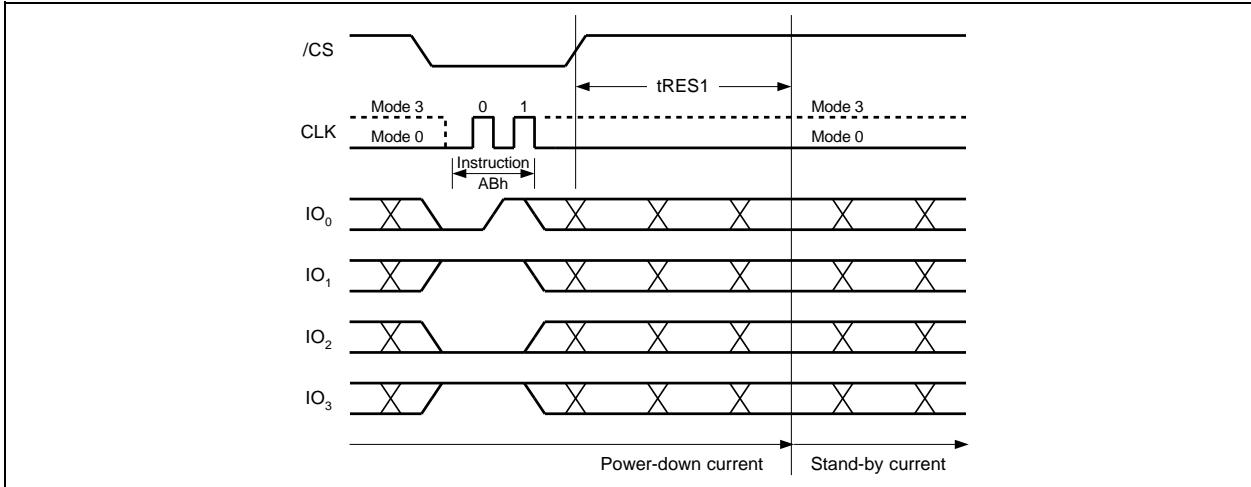 /CS
tRES1
Mode 3 0 1 Mode 3
CLK
Mode 0 Mode 0
Instruction
ABh
IO0
IO1
IO2
IO3
Power-down current Stand-by current